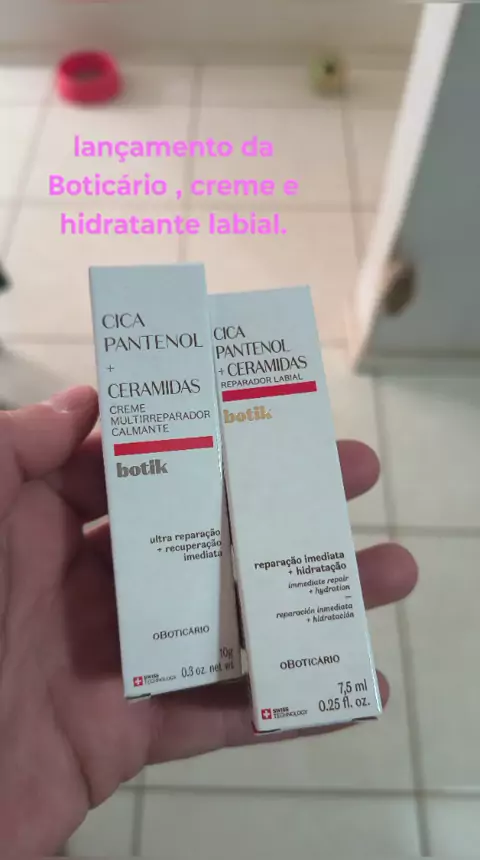 lançamento da
Boticário , creme e
hidratante labial.
CICA
PANTENOL
+
CERAMIDAS
CREME
MULTIRREPARADOR
CALMANTE
botik
ultra reparação
+ recuperação
imediata
OBOTICÁRIO
SWISS
TECHNOLOGY
10g
0.3 oz. net wt
CICA
PANTENOL
+ CERAMIDAS
REPARADOR LABIAL
botik
reparação imediata
+ hidratação
immediate repair
+ hydration
—
reparación inmediata
+ hidratación
OBOTICÁRIO
SWISS
TECHNOLOGY
7,5 ml
0.25 fl. oz.